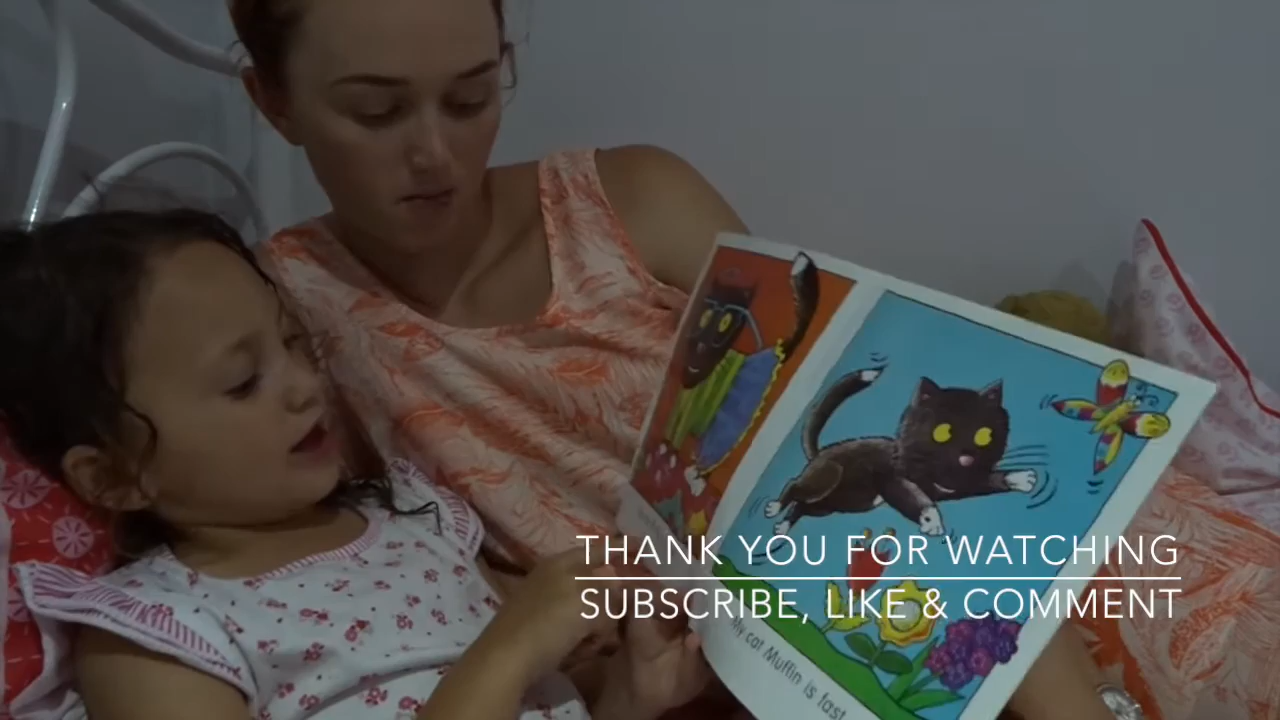 THANK YOU FOR WATCHING
SUBSCRIBE, LIKE & COMMENT
My cat Muffin is fast